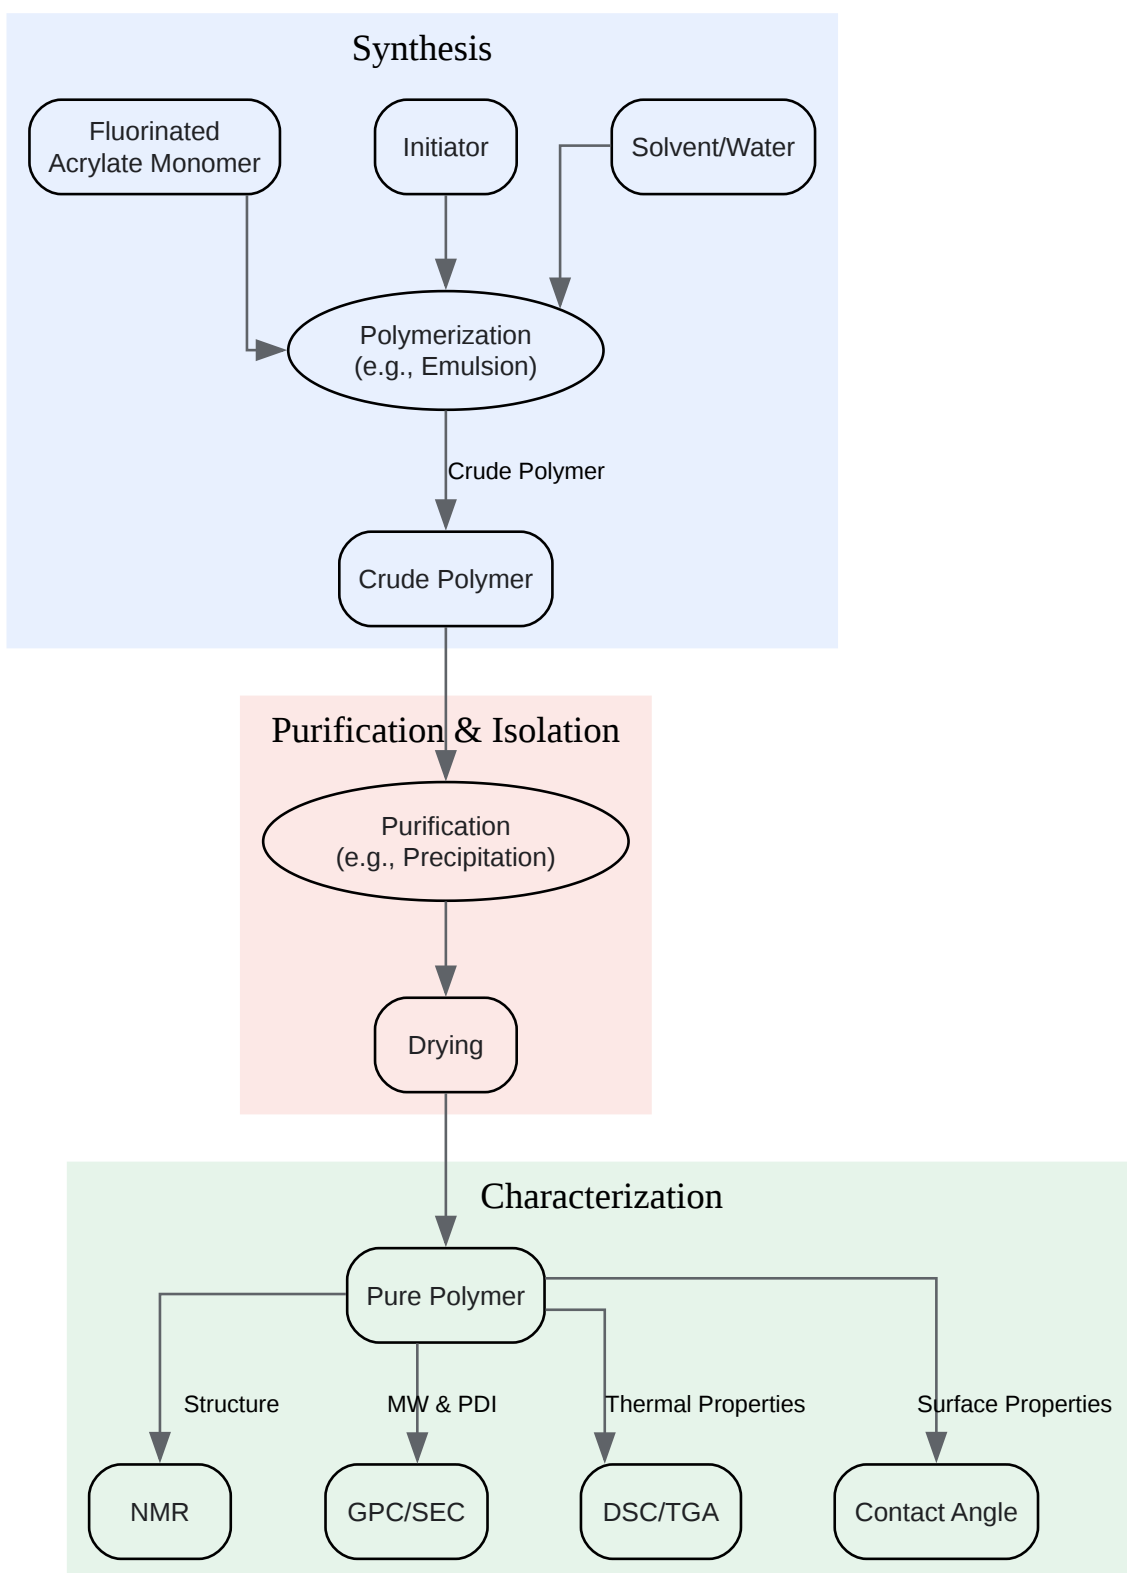 Synthesis
Fluorinated
Acrylate Monomer
Initiator
Solvent/Water
Polymerization
(e.g., Emulsion)
Crude Polymer
Crude Polymer
Purification & Isolation
Purification
(e.g., Precipitation)
Drying
Characterization
Pure Polymer
Structure
MW & PDI
Thermal Properties
Surface Properties
NMR
GPC/SEC
DSC/TGA
Contact Angle